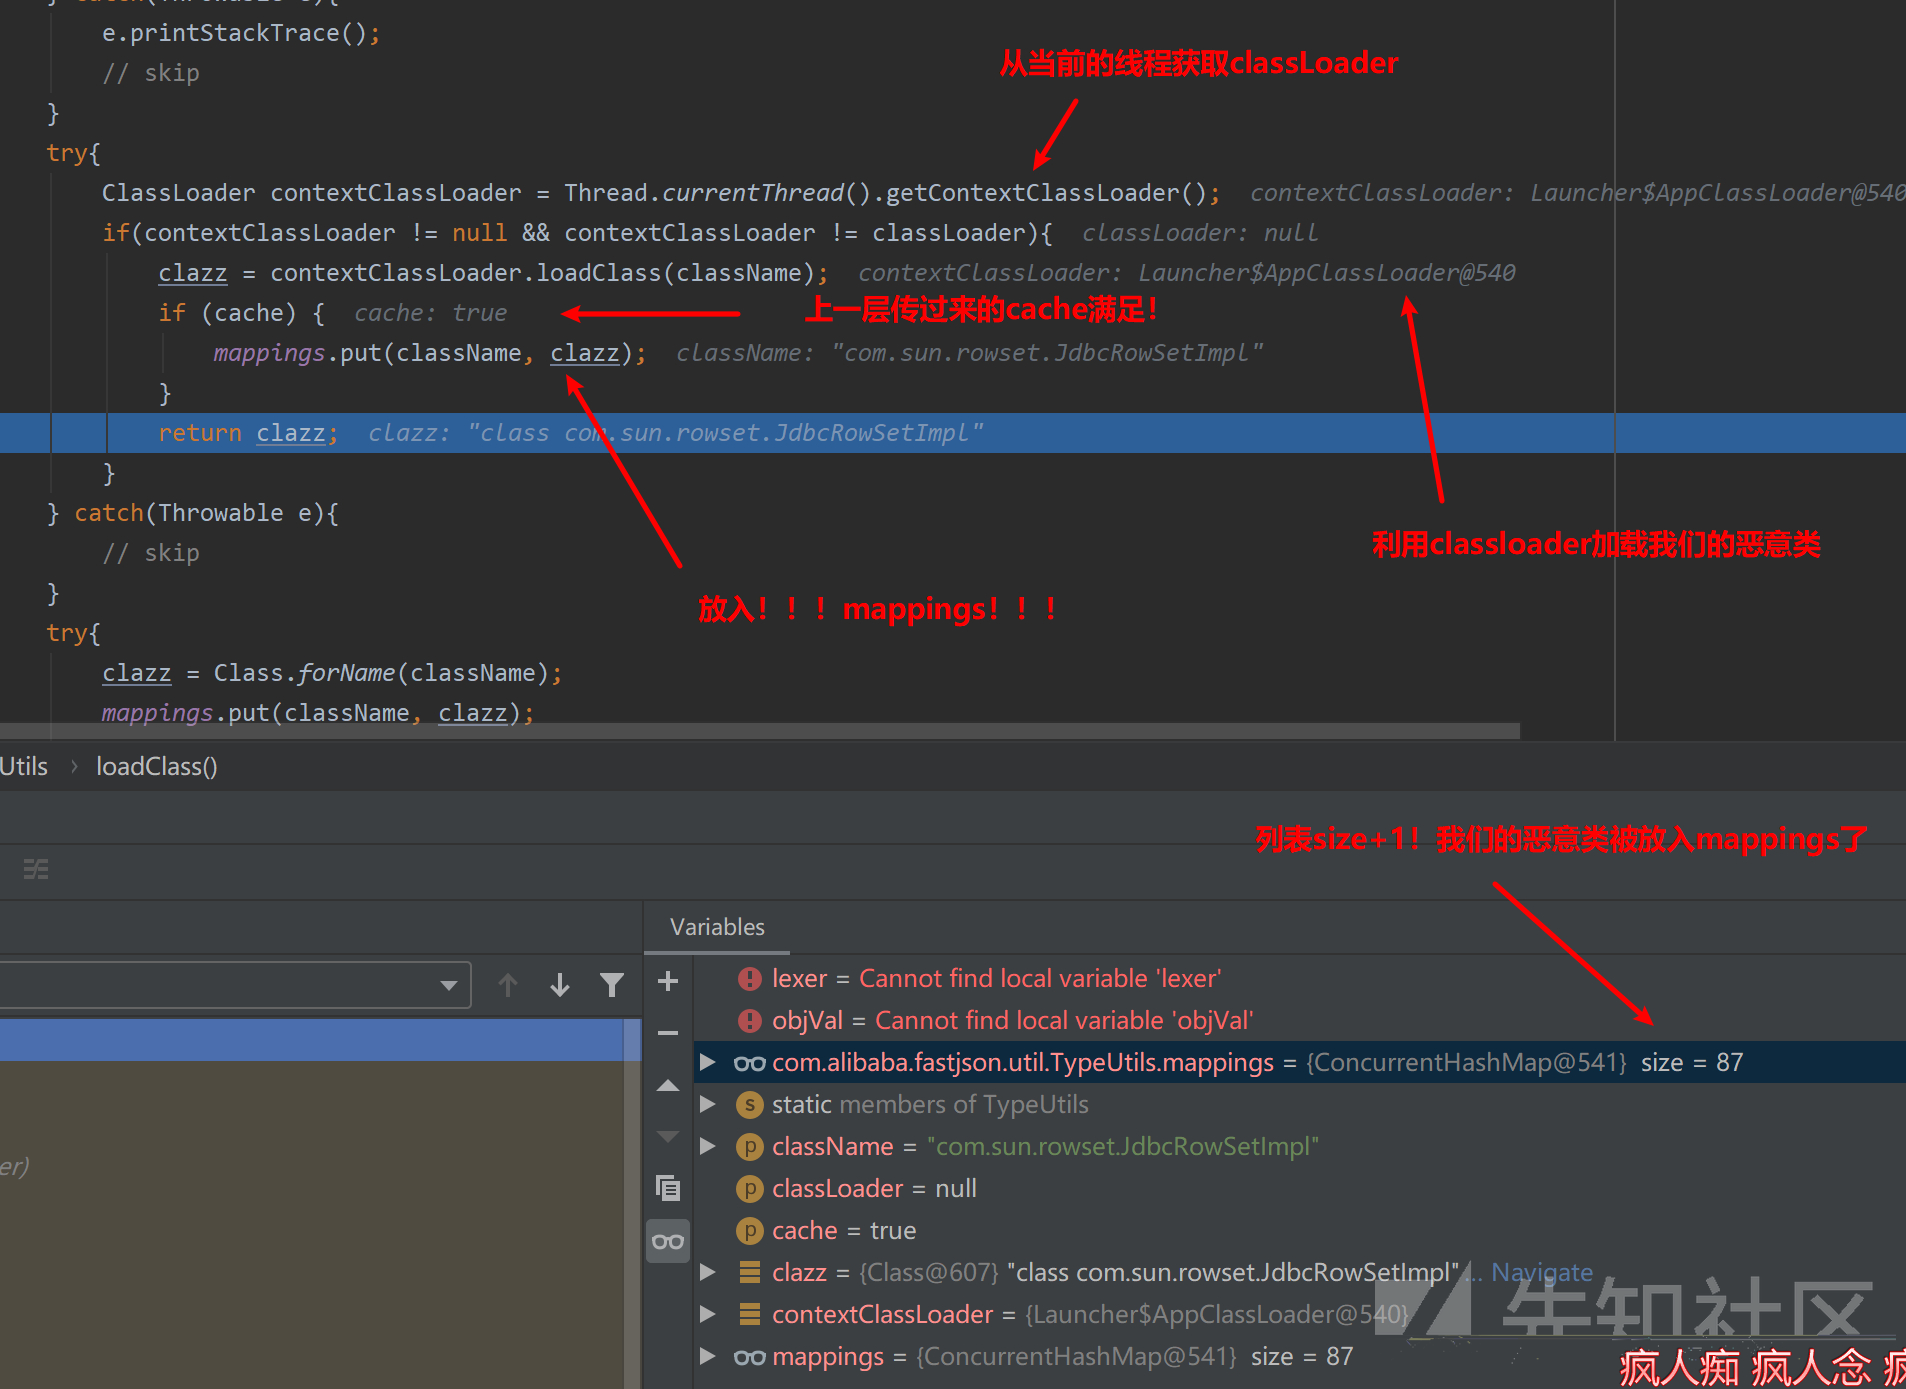 } catch(Throwable e){
e.printStackTrace();
// skip
从当前的线程获取classLoader
}
try{
ClassLoader contextClassLoader = Thread.currentThread().getContextClassLoader(); contextClassLoader: Launcher$AppClassLoader@540
if(contextClassLoader != null && contextClassLoader != classLoader){ classLoader: null
clazz = contextClassLoader.loadClass(className); contextClassLoader: Launcher$AppClassLoader@540
if (cache) { cache: true
上一层传过来的cache满足！
mappings.put(className, clazz); className: "com.sun.rowset.JdbcRowSetImpl"
}
return clazz; clazz: "class com.sun.rowset.JdbcRowSetImpl"
}
} catch(Throwable e){
利用classloader加载我们的恶意类
// skip
}
放入！！！mappings！！！
try{
clazz = Class.forName(className);
mappings.put(className, clazz);
Utils › loadClass()
列表size+1！我们的恶意类被放入mappings了
Variables
lexer = Cannot find local variable 'lexer'
objVal = Cannot find local variable 'objVal'
com.alibaba.fastjson.util.TypeUtils.mappings = {ConcurrentHashMap@541} size = 87
static members of TypeUtils
className = "com.sun.rowset.JdbcRowSetImpl"
er)
classLoader = null
cache = true
clazz = {Class@607} "class com.sun.rowset.JdbcRowSetImpl" ... Navigate
contextClassLoader = {Launcher$AppClassLoader@540}
先知社区
mappings = {ConcurrentHashMap@541} size = 87
疯人痴 疯人念 疯